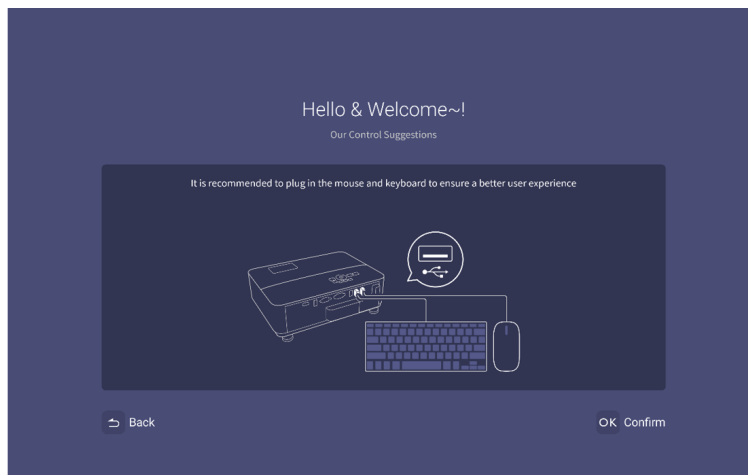 Hello & Welcome~!
Our Control Suggestions
It is recommended to plug in the mouse and keyboard to ensure a better user experience
Back
OK Confirm